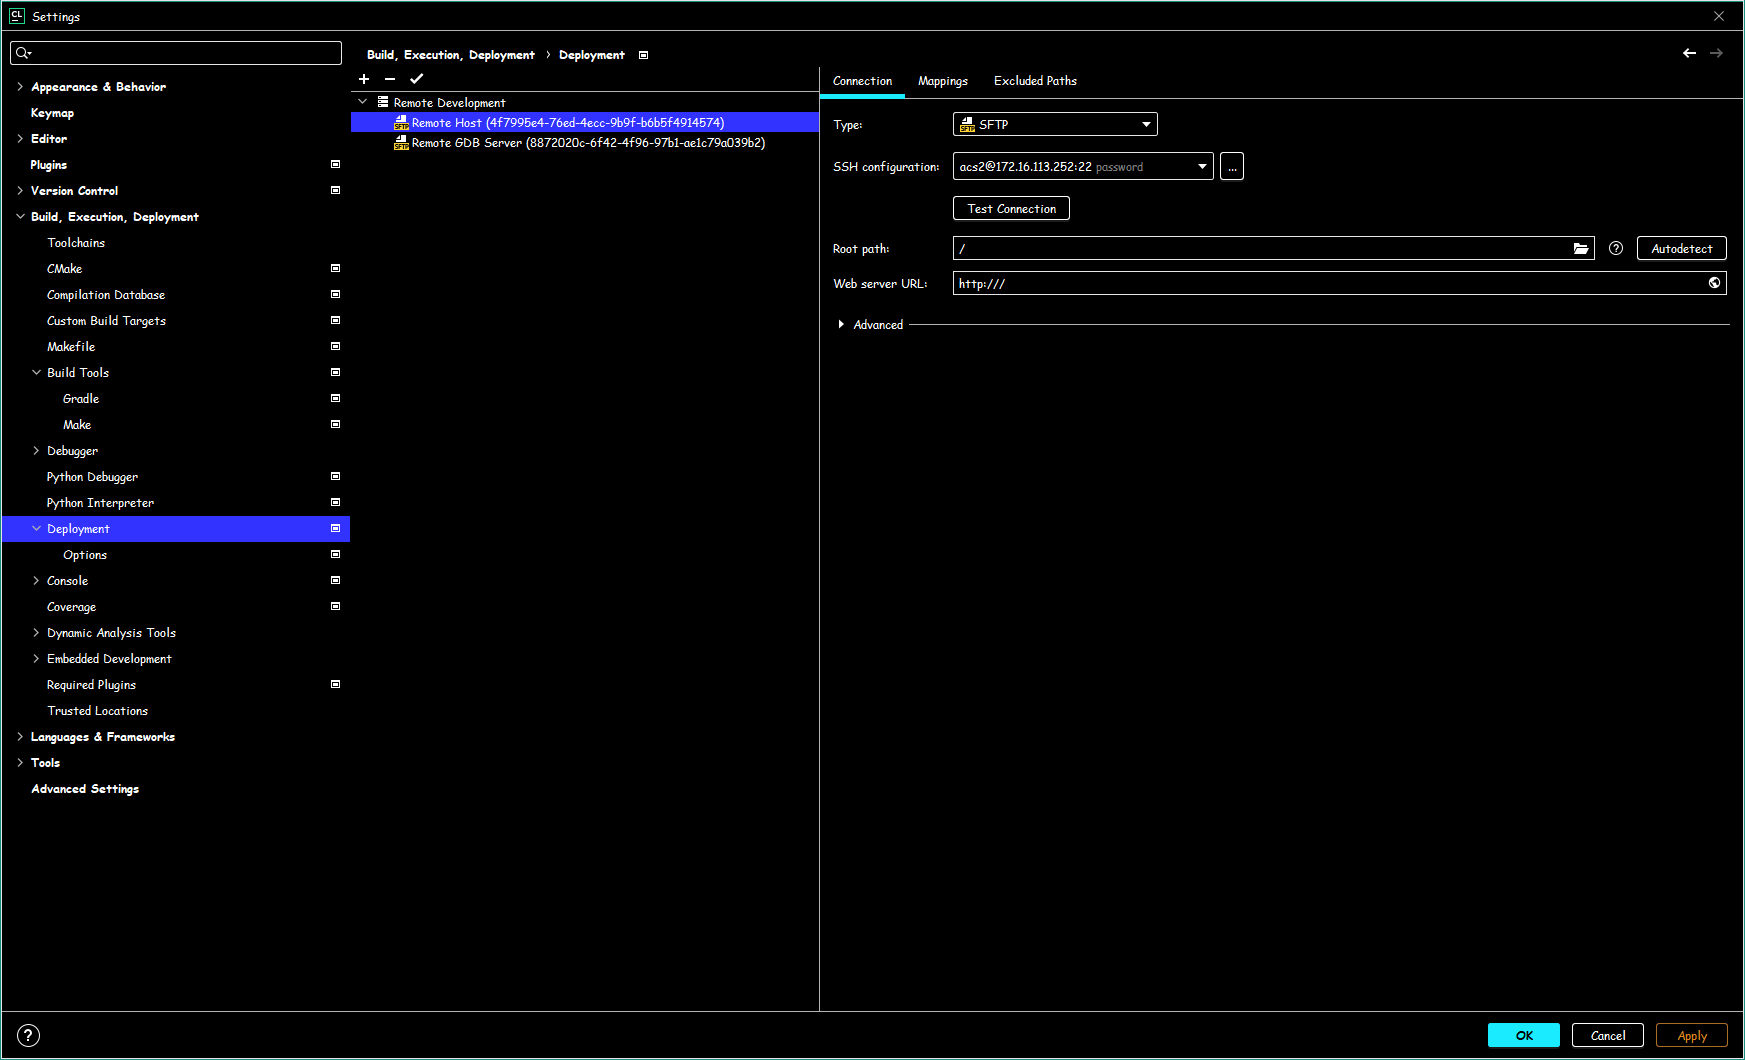 CL Settings
Appearance & Behavior
Keymap
Editor
Plugins
Version Control
Build, Execution, Deployment
Toolchains
CMake
Compilation Database
Custom Build Targets
Makefile
Build Tools
Gradle
Make
Debugger
Python Debugger
Python Interpreter
Deployment
Options
Console
Coverage
Dynamic Analysis Tools
Embedded Development
Required Plugins
Trusted Locations
Languages & Frameworks
Tools
Advanced Settings
Build, Execution, Deployment › Deployment
Remote Development
SFTP Remote Host (4f7995e4-76ed-4ecc-9b9f-b6b5f4914574)
SFTP Remote GDB Server (8872020c-6f42-4f96-97b1-ae1c79a039b2)
Connection Mappings Excluded Paths
Type: SFTP SFTP
SSH configuration: acs2@172.16.113.252:22 password ...
Test Connection
Root path: / ? Autodetect
Web server URL: http:///
Advanced
? OK Cancel Apply